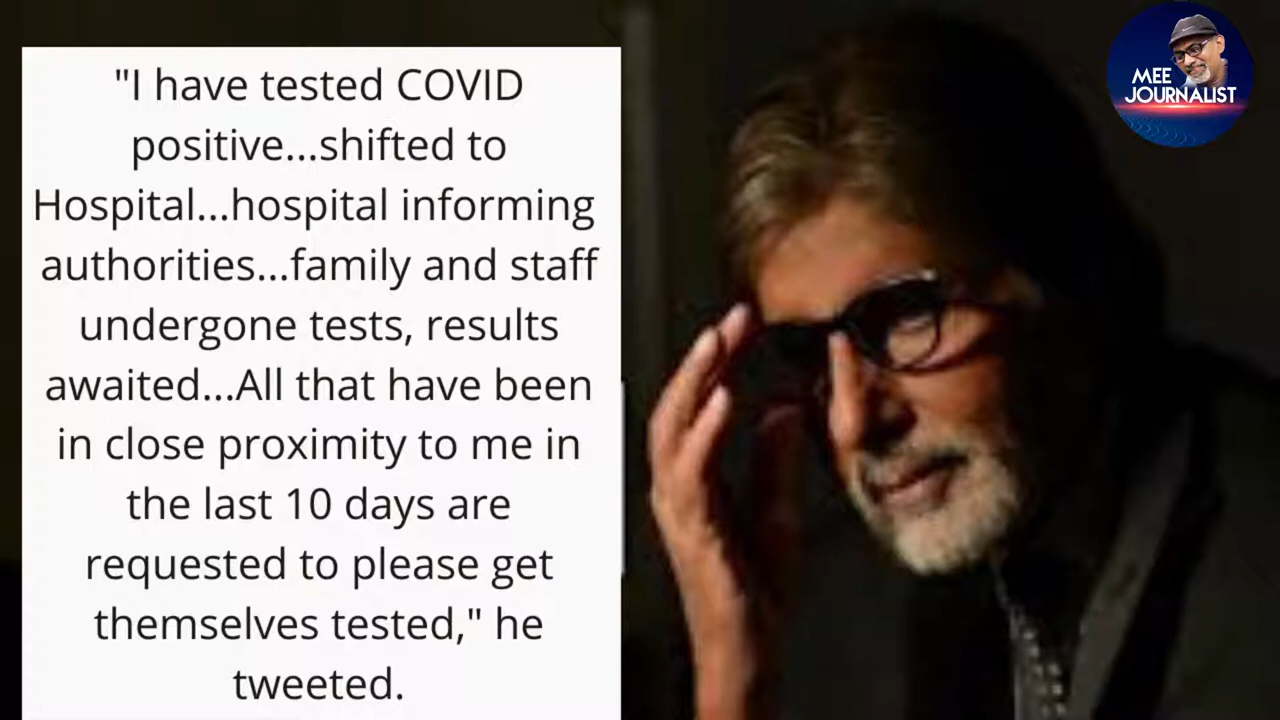 "I have tested COVID
positive...shifted to
Hospital...hospital informing
authorities...family and staff
undergone tests, results
awaited...All that have been
in close proximity to me in
the last 10 days are
requested to please get
themselves tested," he
tweeted.
MEE
JOURNALIST